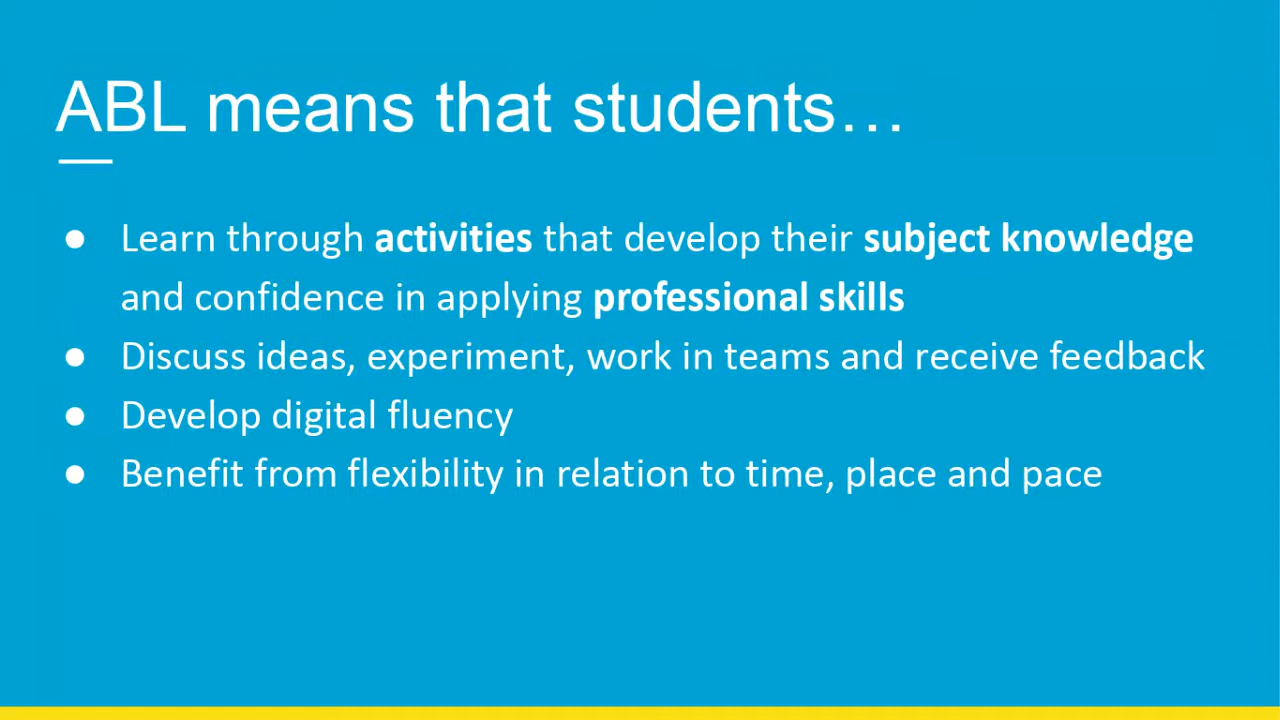 ABL means that students…
● Learn through activities that develop their subject knowledge
and confidence in applying professional skills
● Discuss ideas, experiment, work in teams and receive feedback
● Develop digital fluency
● Benefit from flexibility in relation to time, place and pace